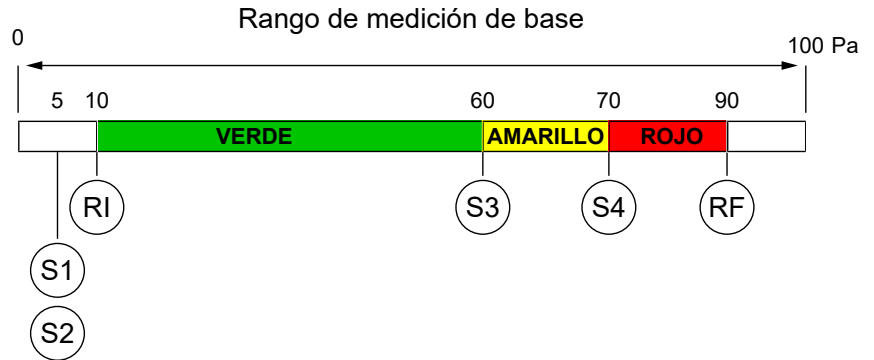 Rango de medición de base
0
100 Pa
5 10 60 70 90
VERDE AMARILLO ROJO
RI S3 S4 RF
S1
S2